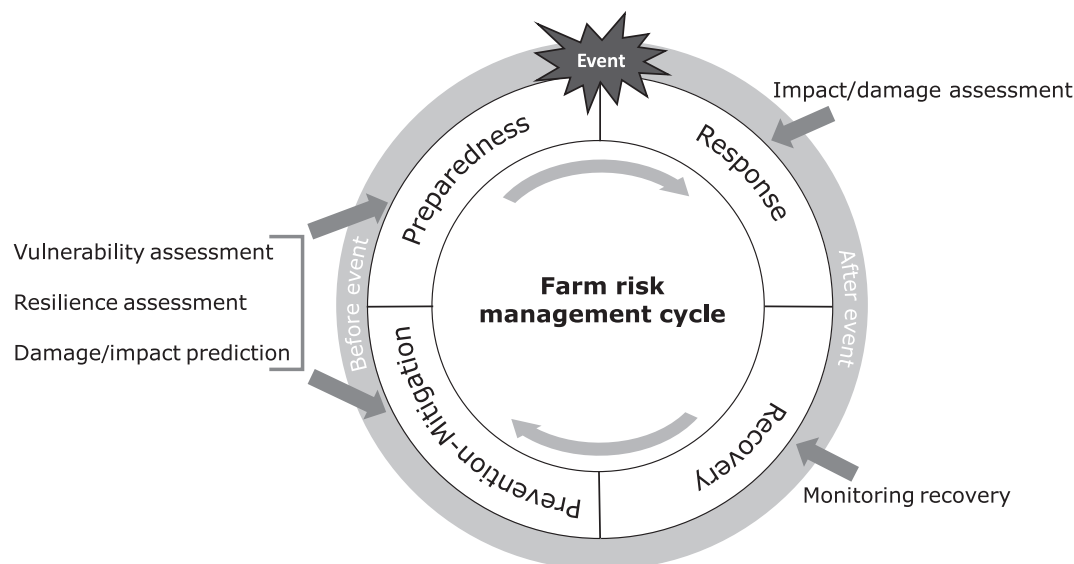 Event
Impact/damage assessment
Preparedness
Response
Vulnerability assessment
Resilience assessment
Damage/impact prediction
Before event
After event
Farm risk
management cycle
Prevention-Mitigation
Recovery
Monitoring recovery